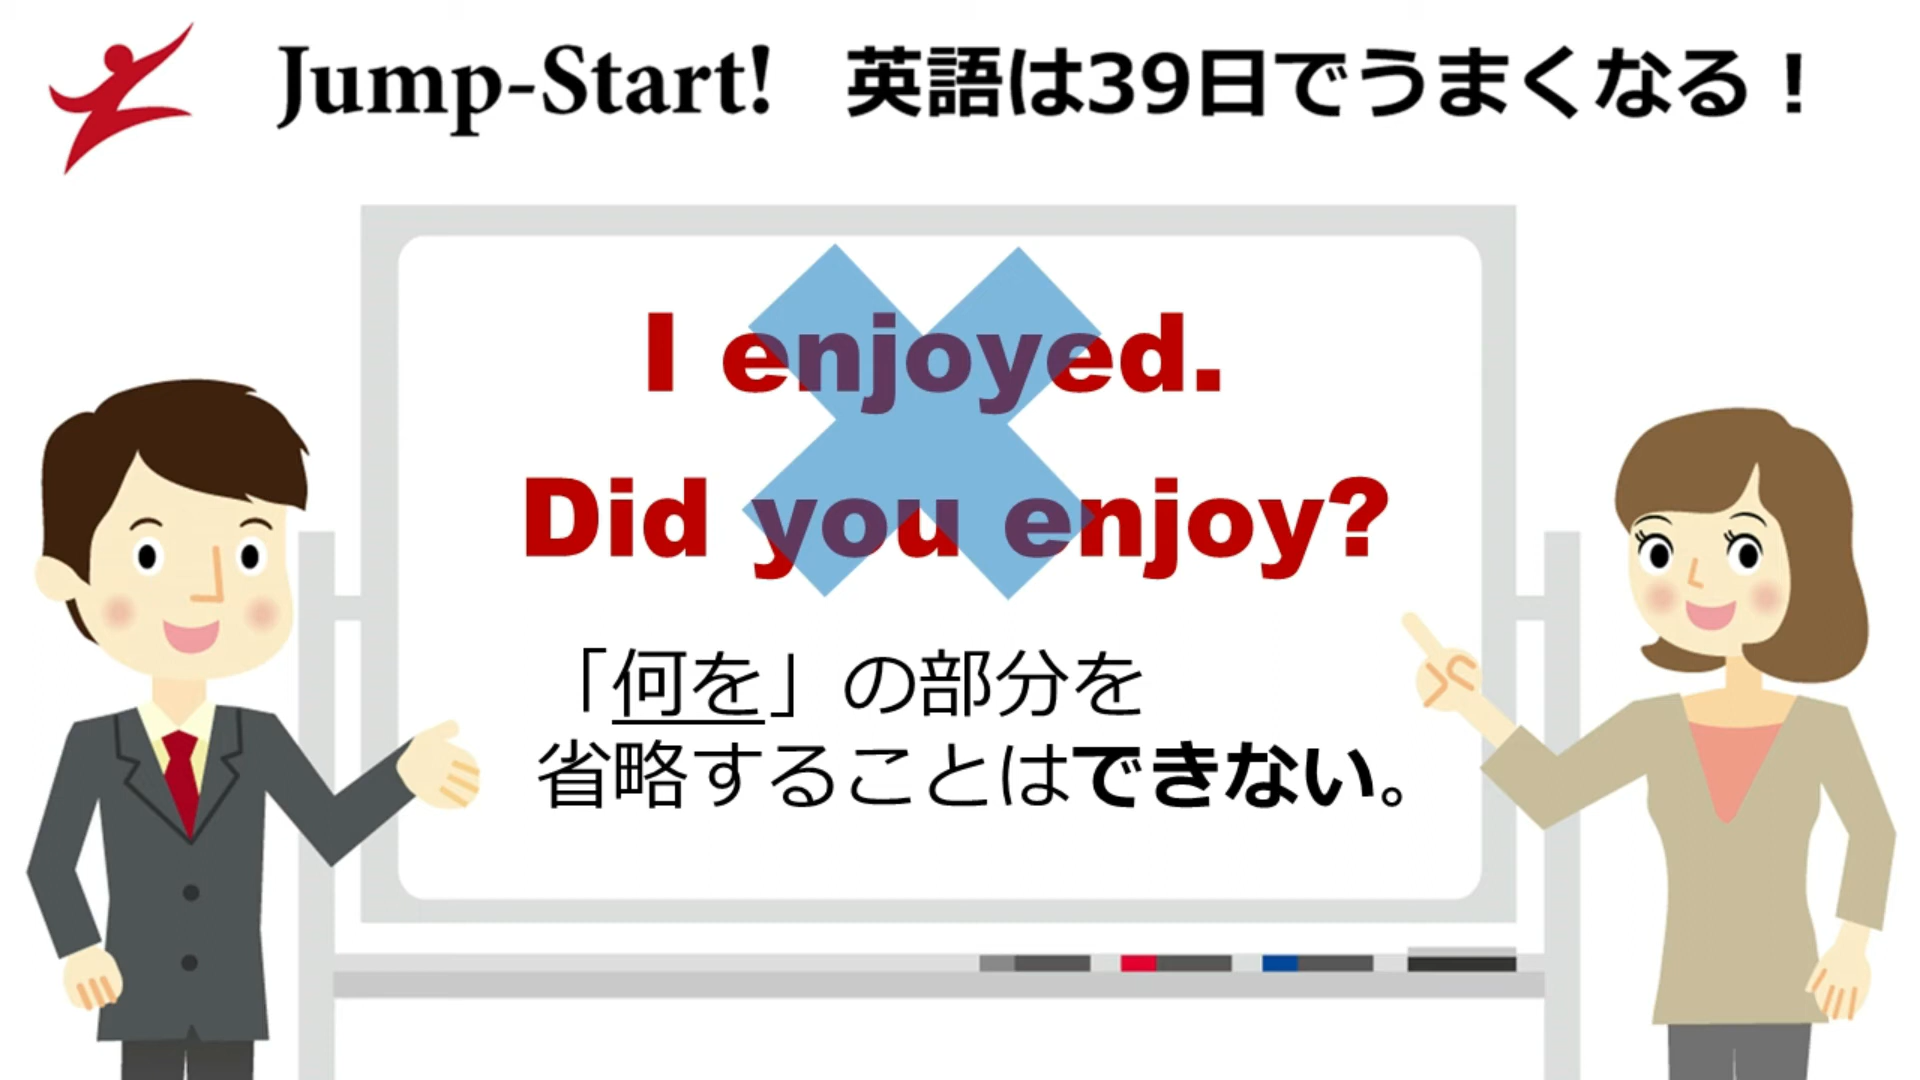 Jump-Start! 英語は39日でうまくなる！
I enjoyed.
Did you enjoy?
「何を」の部分を
省略することはできない。